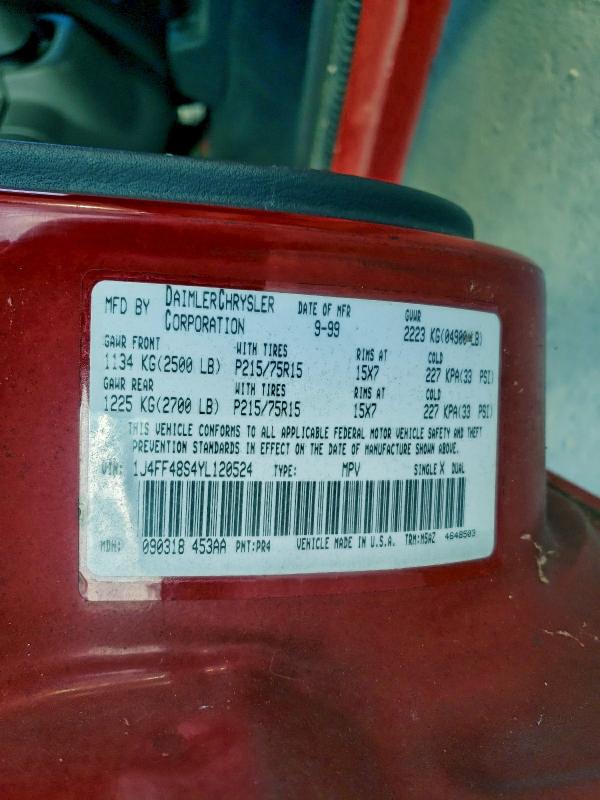 MFD BY DAIMLERCHRYSLER CORPORATION DATE OF MFR 9-99 GVWR 2223 KG(04900 LB)
GAWR FRONT WITH TIRES RIMS AT COLD
1134 KG(2500 LB) P215/75R15 15X7 227 KPA(33 PSI)
GAWR REAR WITH TIRES RIMS AT COLD
1225 KG(2700 LB) P215/75R15 15X7 227 KPA(33 PSI)
THIS VEHICLE CONFORMS TO ALL APPLICABLE FEDERAL MOTOR VEHICLE SAFETY AND THEFT
PREVENTION STANDARDS IN EFFECT ON THE DATE OF MANUFACTURE SHOWN ABOVE.
VIN: 1J4FF48S4YL120524 TYPE: MPV SINGLE X DUAL
MDH: 090318 453AA PNT:PR4 VEHICLE MADE IN U.S.A. TRM:M5AZ 4648503